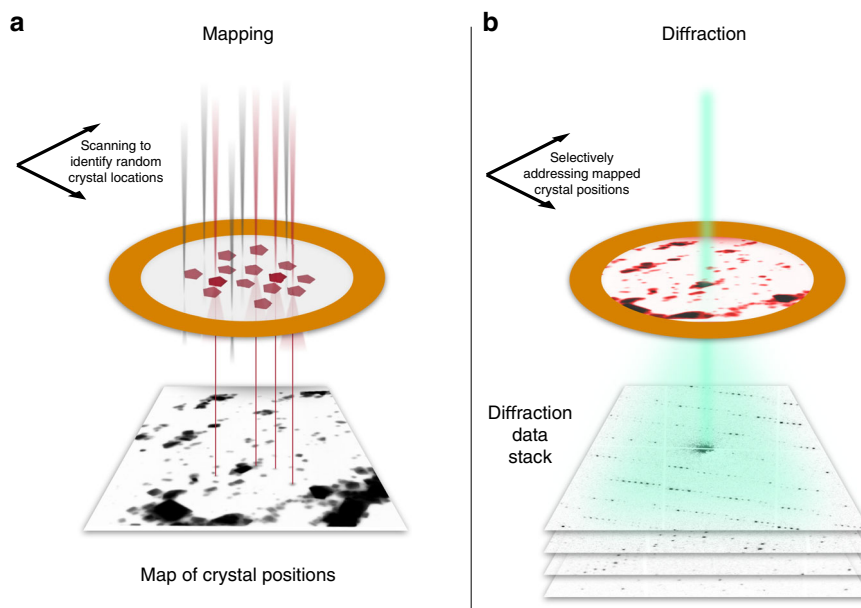 a
Mapping
Scanning to
identify random
crystal locations
Map of crystal positions
b
Diffraction
Selectively
addressing mapped
crystal positions
Diffraction
data
stack